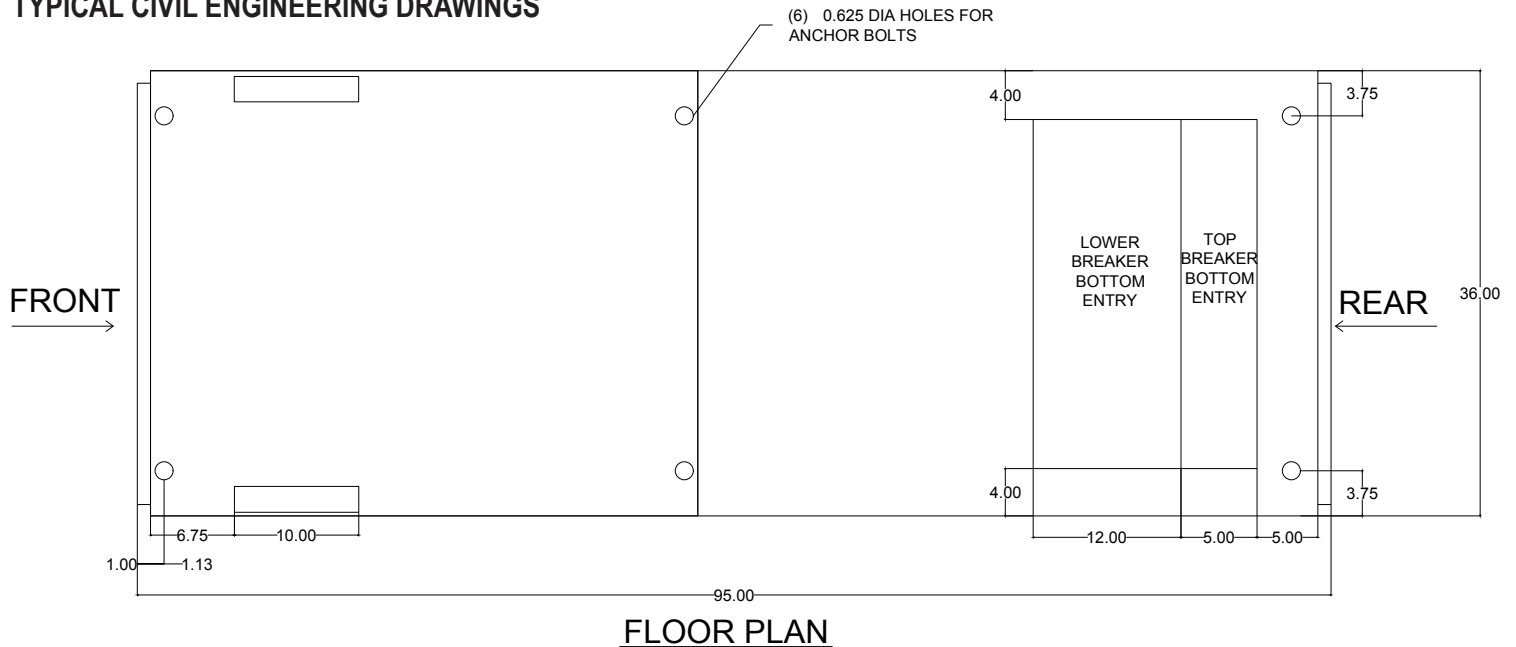 TYPICAL CIVIL ENGINEERING DRAWINGS
(6) 0.625 DIA HOLES FOR
ANCHOR BOLTS
4.00
3.75
LOWER
BREAKER
BOTTOM
ENTRY
TOP
BREAKER
BOTTOM
ENTRY
FRONT
REAR
36.00
4.00
3.75
6.75
10.00
12.00
5.00
5.00
1.00
1.13
95.00
FLOOR PLAN